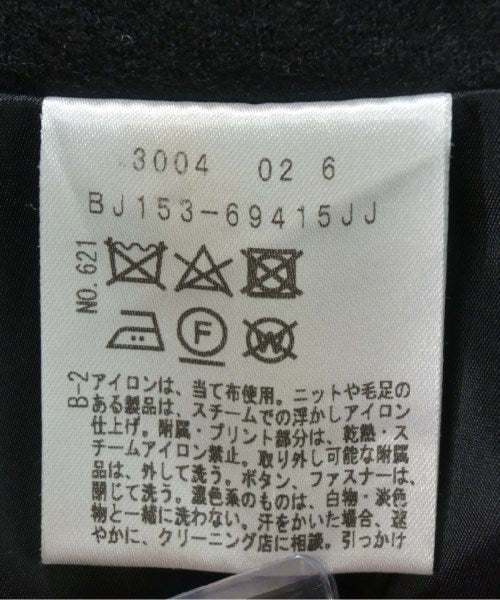 3004 02 6
BJ153-69415JJ
NO.621
F
W
B-2
アイロンは、当て布使用。ニットや毛足の
ある製品は、スチームでの浮かしアイロン
仕上げ。附属・プリント部分は、乾熱・ス
チームアイロン禁止。取り外し可能な附属
品は、外して洗う。ボタン、ファスナーは、
閉じて洗う。濃色系のものは、白物・淡色
物と一緒に洗わない。汗をかいた場合、速
やかに、クリーニング店に相談。引っかけ